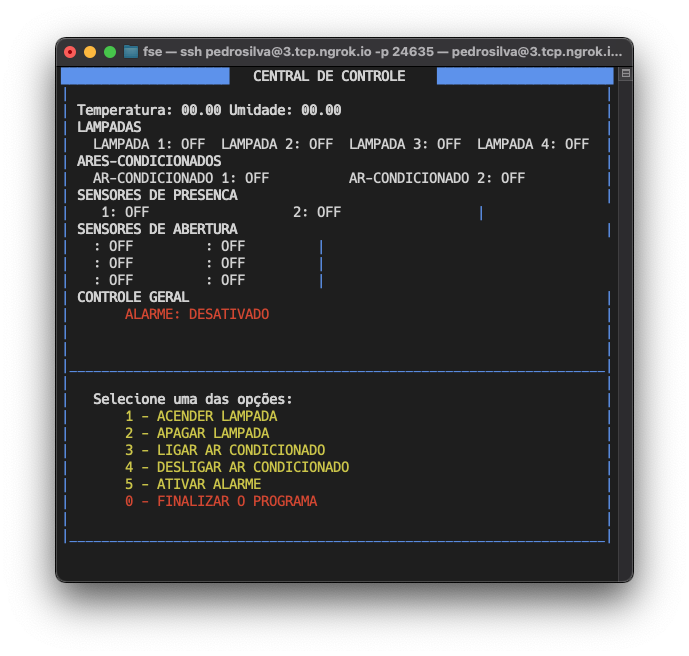 fse — ssh pedrosilva@3.tcp.ngrok.io -p 24635 — pedrosilva@3.tcp.ngrok.i...
CENTRAL DE CONTROLE
Temperatura: 00.00 Umidade: 00.00
LAMPADAS
LAMPADA 1: OFF LAMPADA 2: OFF LAMPADA 3: OFF LAMPADA 4: OFF
ARES-CONDICIONADOS
AR-CONDICIONADO 1: OFF AR-CONDICIONADO 2: OFF
SENSORES DE PRESENCA
1: OFF 2: OFF
SENSORES DE ABERTURA
: OFF : OFF
: OFF : OFF
: OFF : OFF
CONTROLE GERAL
ALARME: DESATIVADO
Selecione uma das opções:
1 - ACENDER LAMPADA
2 - APAGAR LAMPADA
3 - LIGAR AR CONDICIONADO
4 - DESLIGAR AR CONDICIONADO
5 - ATIVAR ALARME
0 - FINALIZAR O PROGRAMA